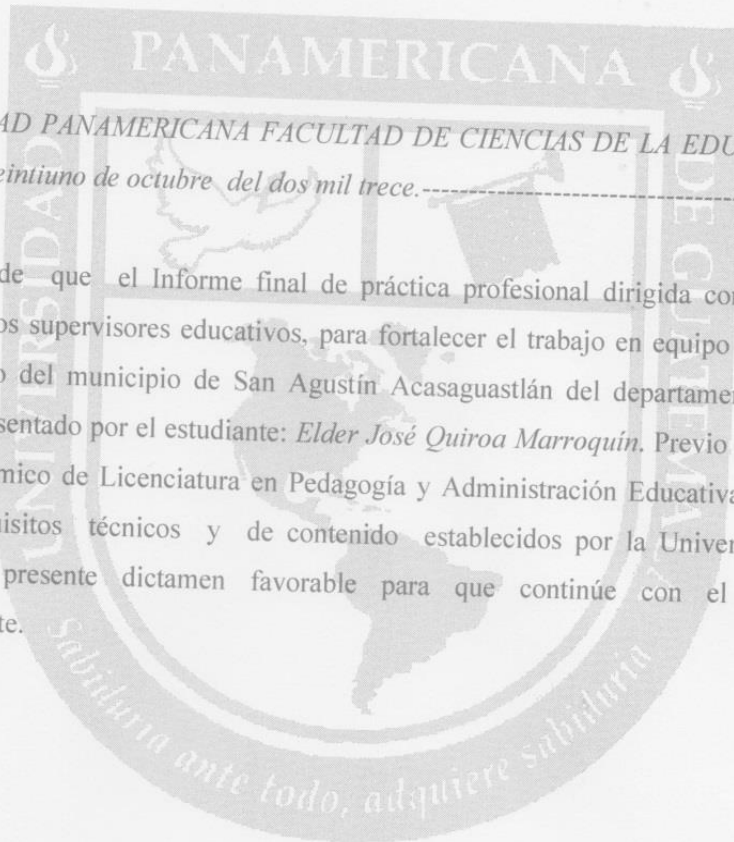 PANAMERICANA
AD PANAMERICANA FACULTAD DE CIENCIAS DE LA EDU
eintiuno de octubre del dos mil trece.------------------------------------
de que el Informe final de práctica profesional dirigida con
os supervisores educativos, para fortalecer el trabajo en equipo
o del municipio de San Agustín Acasaguastlán del departamen
sentado por el estudiante: Elder José Quiroa Marroquín. Previo
mico de Licenciatura en Pedagogía y Administración Educativa
uisitos técnicos y de contenido establecidos por la Univer
presente dictamen favorable para que continúe con el
te.
UNIVERSIDAD
DE GUATEMALA
Sabiduría ante todo, adquiere sabiduría